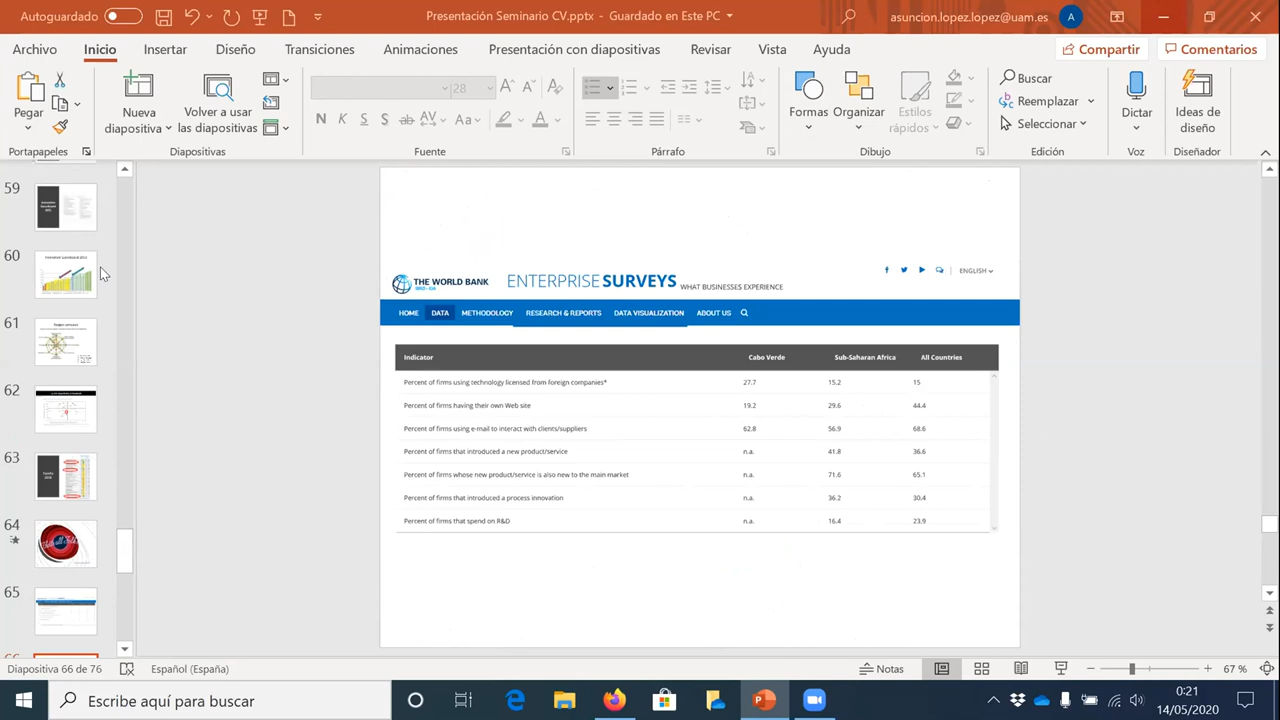 Autoguardado
Presentación Seminario CV.pptx - Guardado en Este PC
asuncion.lopez.lopez@uam.es
A
Archivo Inicio Insertar Diseño Transiciones Animaciones Presentación con diapositivas Revisar Vista Ayuda
Compartir Comentarios
Pegar
Nueva
diapositiva
Volver a usar
las diapositivas
28
Formas
Organizar
Estilos
rápidos
Buscar
Reemplazar
Seleccionar
Dictar
Ideas de
diseño
Portapapeles Diapositivas Fuente Párrafo Dibujo Edición Voz Diseñador
59
60
61
62
63
64
65
THE WORLD BANK
ENTERPRISE SURVEYS WHAT BUSINESSES EXPERIENCE
ENGLISH
HOME DATA METHODOLOGY RESEARCH & REPORTS DATA VISUALIZATION ABOUT US
Indicator Cabo Verde Sub-Saharan Africa All Countries
Percent of firms using technology licensed from foreign companies* 27.7 15.2 15
Percent of firms having their own Web site 19.2 29.6 44.4
Percent of firms using e-mail to interact with clients/suppliers 62.8 56.9 68.6
Percent of firms that introduced a new product/service n.a. 41.8 36.6
Percent of firms whose new product/service is also new to the main market n.a. 71.6 65.1
Percent of firms that introduced a process innovation n.a. 36.2 30.4
Percent of firms that spend on R&D n.a. 16.4 23.9
Diapositiva 66 de 76 Español (España) Notas 67 %
Escribe aquí para buscar
0:21
14/05/2020